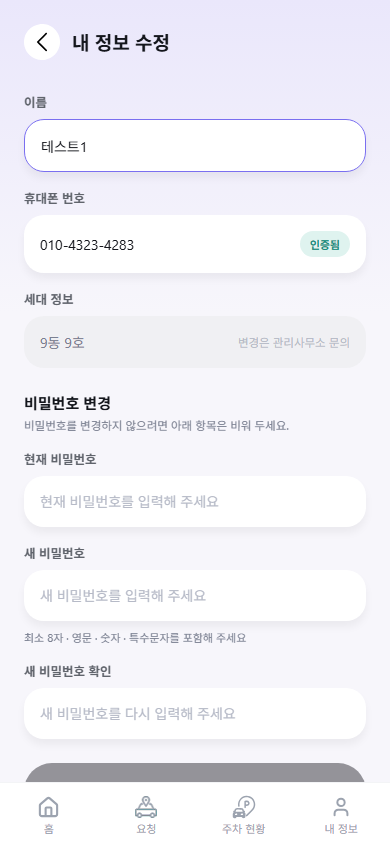 내 정보 수정
이름
테스트1
휴대폰 번호
010-4323-4283
인증됨
세대 정보
9동 9호
변경은 관리사무소 문의
비밀번호 변경
비밀번호를 변경하지 않으려면 아래 항목은 비워 두세요.
현재 비밀번호
현재 비밀번호를 입력해 주세요
새 비밀번호
새 비밀번호를 입력해 주세요
최소 8자 · 영문 · 숫자 · 특수문자를 포함해 주세요
새 비밀번호 확인
새 비밀번호를 다시 입력해 주세요
P
홈
요청
주차 현황
내 정보